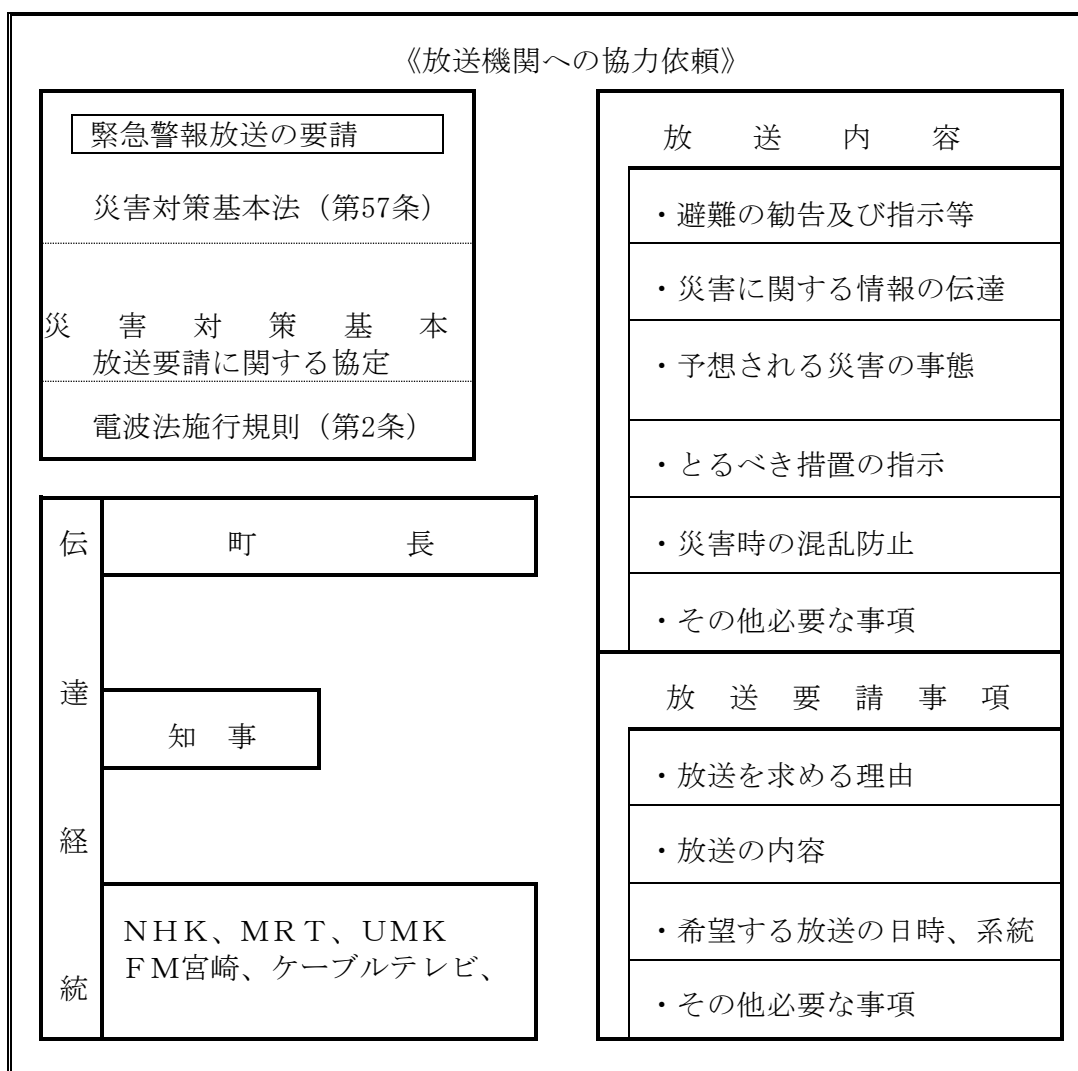 《放送機関への協力依頼》
緊急警報放送の要請
災害対策基本法（第57条）
災害対策基本
放送要請に関する協定
電波法施行規則（第2条）
伝達経統
町長
知事
ＮＨＫ、ＭＲＴ、ＵＭＫ
ＦＭ宮崎、ケーブルテレビ、
放送内容
・避難の勧告及び指示等
・災害に関する情報の伝達
・予想される災害の事態
・とるべき措置の指示
・災害時の混乱防止
・その他必要な事項
放送要請事項
・放送を求める理由
・放送の内容
・希望する放送の日時、系統
・その他必要な事項